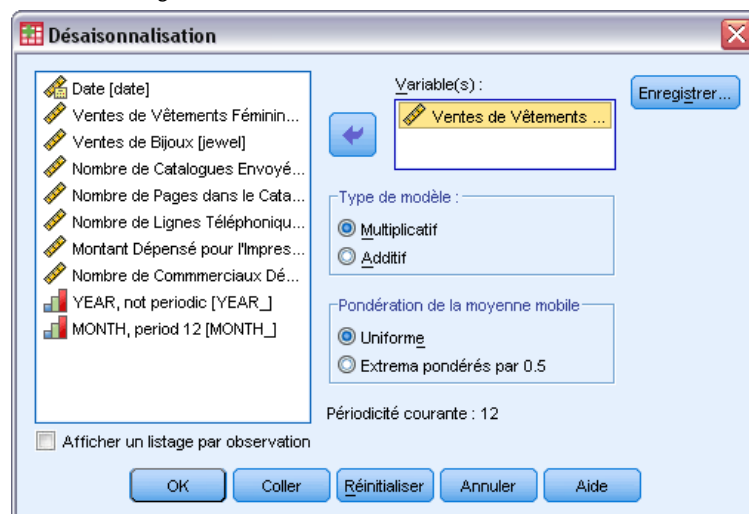 Désaisonnalisation
Date [date]
Ventes de Vêtements Féminin...
Ventes de Bijoux [jewel]
Nombre de Catalogues Envoyé...
Nombre de Pages dans le Cata...
Nombre de Lignes Téléphoniqu...
Montant Dépensé pour l'Impres...
Nombre de Commmerciaux Dé...
YEAR, not periodic [YEAR_]
MONTH, period 12 [MONTH_]
Afficher un listage par observation
Variable(s) :
Ventes de Vêtements ...
Enregistrer...
Type de modèle :
Multiplicatif
Additif
Pondération de la moyenne mobile
Uniforme
Extrema pondérés par 0.5
Périodicité courante : 12
OK Coller Réinitialiser Annuler Aide